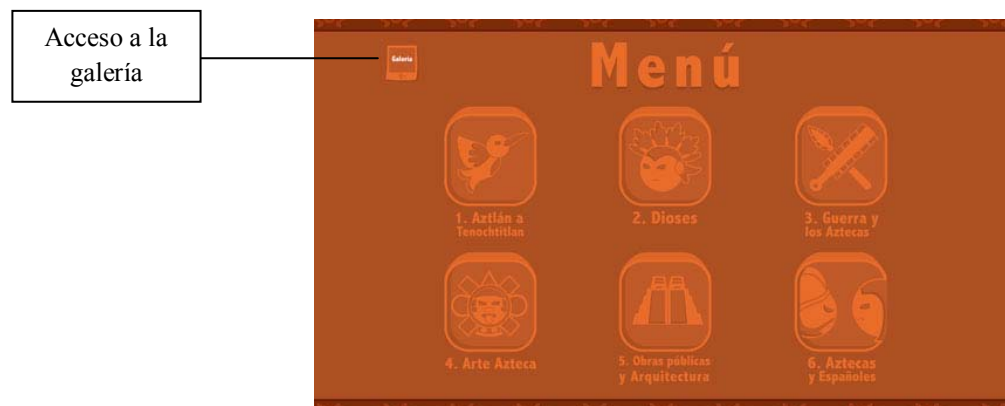 Acceso a la
galería
Galería
Menú
1. Aztlán a
Tenochtitlan
2. Dioses
3. Guerra y
los Aztecas
4. Arte Azteca
5. Obras públicas
y Arquitectura
6. Aztecas
y Españoles